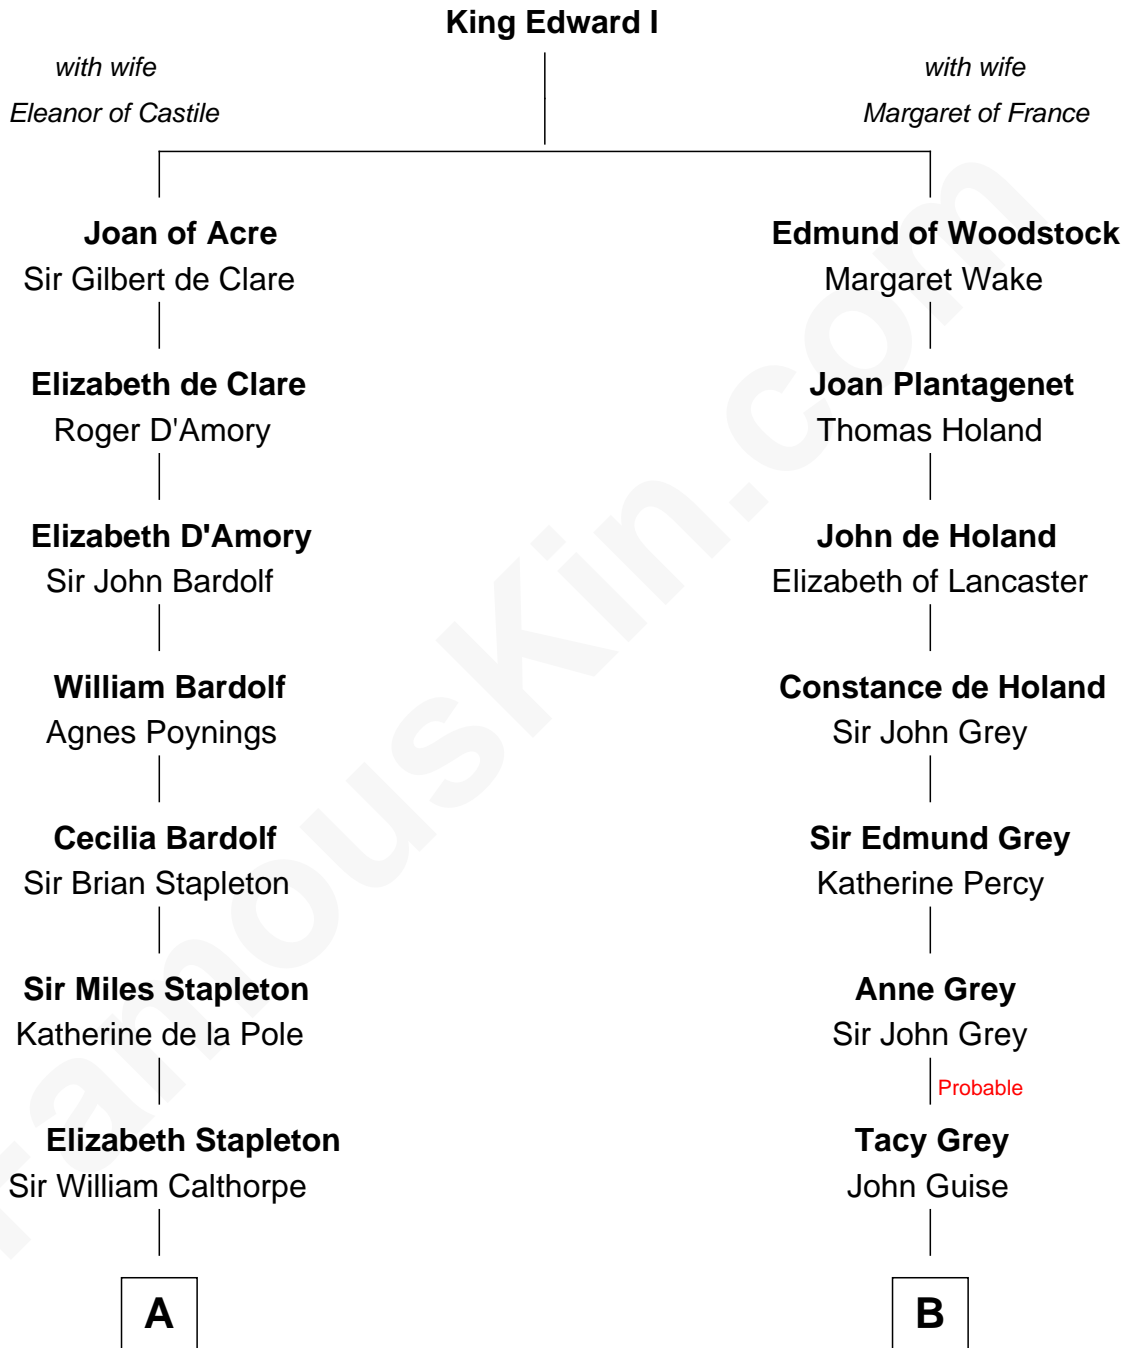 King Edward I
with wife
Eleanor of Castile
with wife
Margaret of France
Joan of Acre
Sir Gilbert de Clare
Edmund of Woodstock
Margaret Wake
Elizabeth de Clare
Roger D'Amory
Joan Plantagenet
Thomas Holand
Elizabeth D'Amory
Sir John Bardolf
John de Holand
Elizabeth of Lancaster
William Bardolf
Agnes Poynings
Constance de Holand
Sir John Grey
Cecilia Bardolf
Sir Brian Stapleton
Sir Edmund Grey
Katherine Percy
Sir Miles Stapleton
Katherine de la Pole
Anne Grey
Sir John Grey
Probable
Elizabeth Stapleton
Sir William Calthorpe
Tacy Grey
John Guise
A
B
FamousKin.com